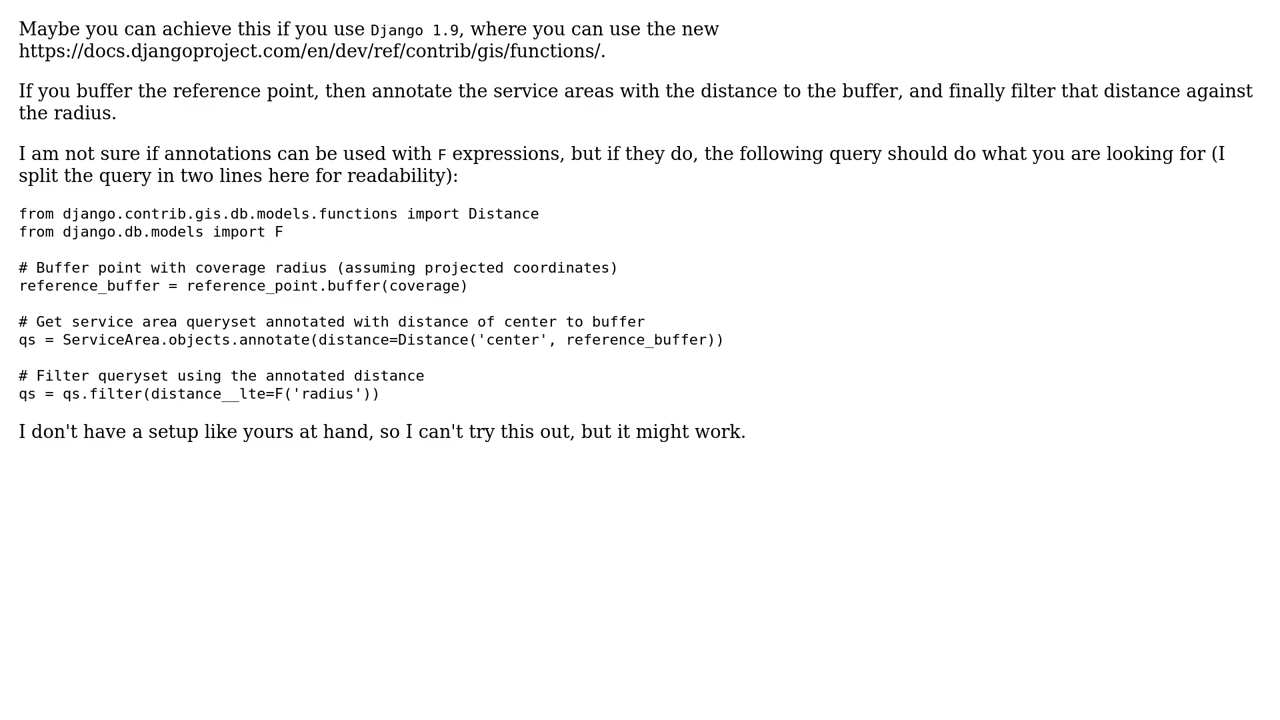 Maybe you can achieve this if you use Django 1.9, where you can use the new
https://docs.djangoproject.com/en/dev/ref/contrib/gis/functions/.
If you buffer the reference point, then annotate the service areas with the distance to the buffer, and finally filter that distance against
the radius.
I am not sure if annotations can be used with F expressions, but if they do, the following query should do what you are looking for (I
split the query in two lines here for readability):
from django.contrib.gis.db.models.functions import Distance
from django.db.models import F
# Buffer point with coverage radius (assuming projected coordinates)
reference_buffer = reference_point.buffer(coverage)
# Get service area queryset annotated with distance of center to buffer
qs = ServiceArea.objects.annotate(distance=Distance('center', reference_buffer))
# Filter queryset using the annotated distance
qs = qs.filter(distance__lte=F('radius'))
I don't have a setup like yours at hand, so I can't try this out, but it might work.